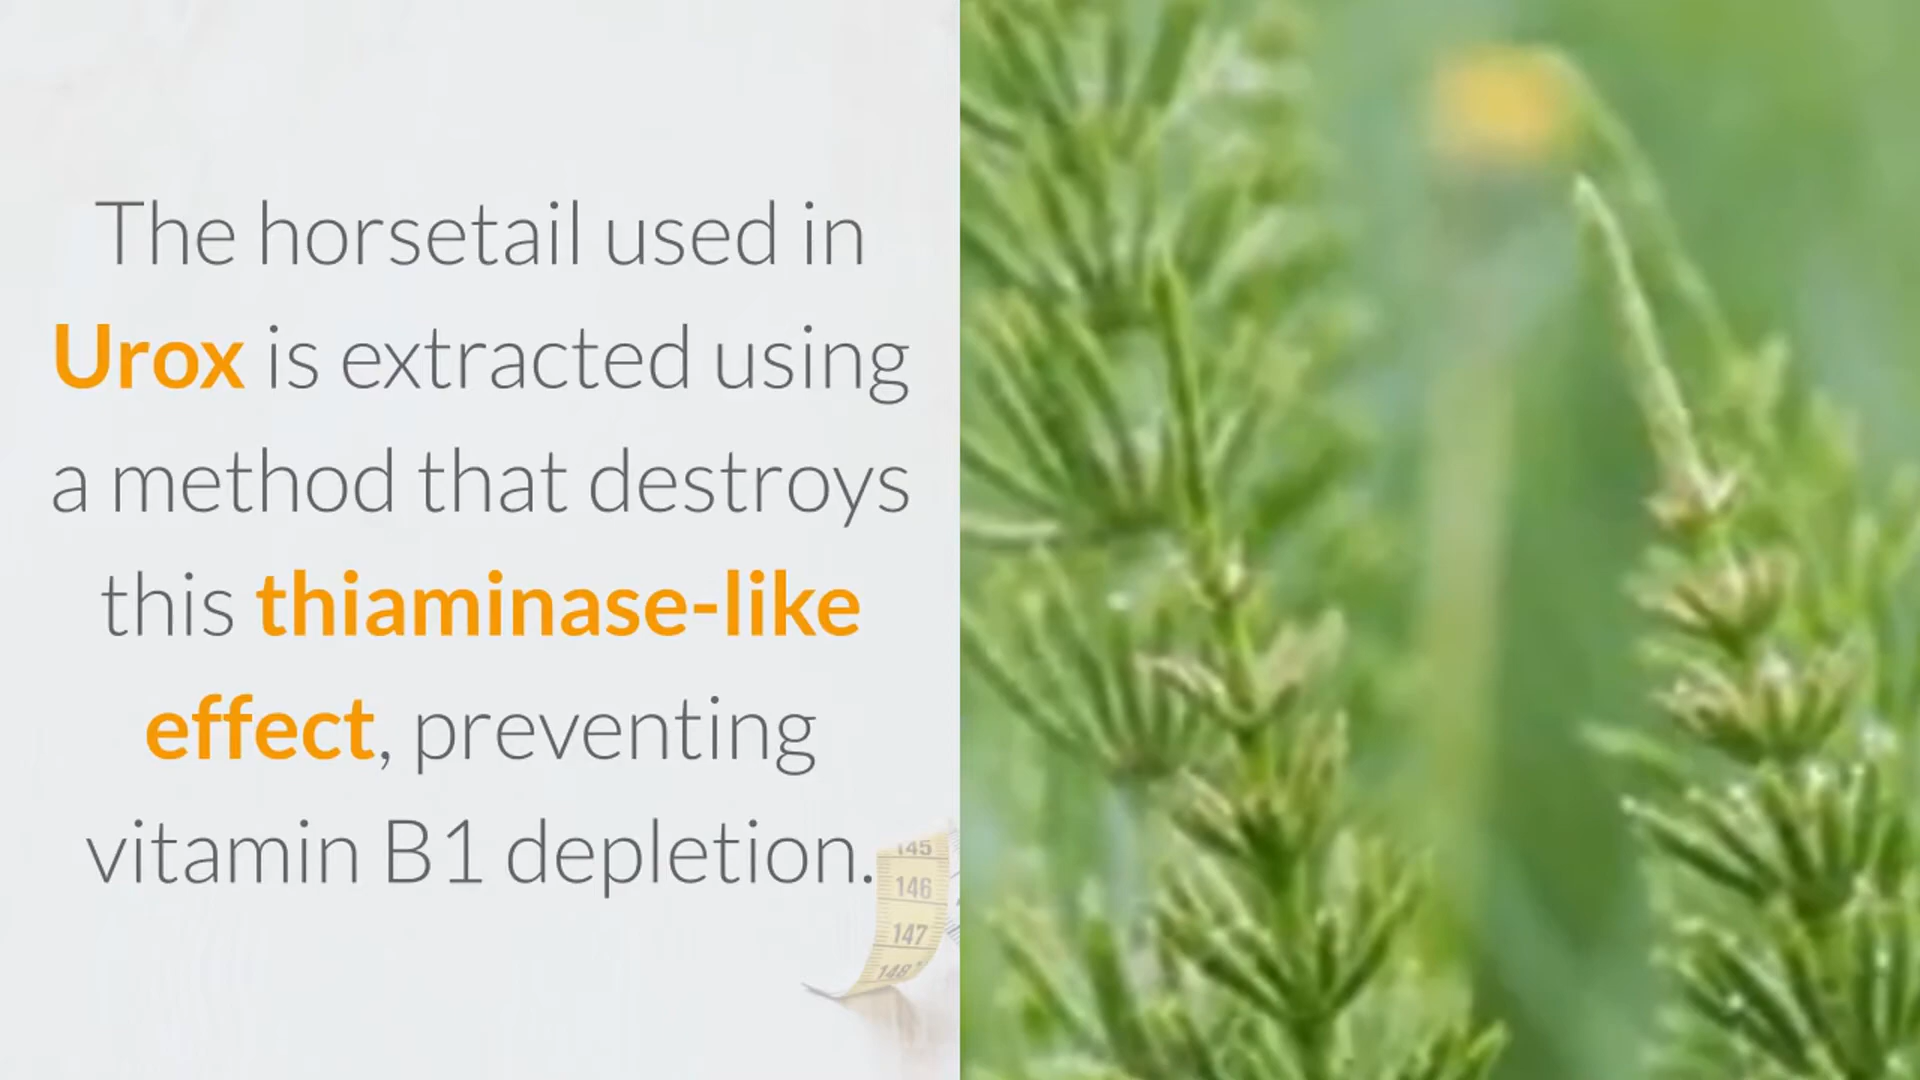 The horsetail used in
Urox is extracted using
a method that destroys
this thiaminase-like
effect, preventing
vitamin B1 depletion.
145
146
147
148